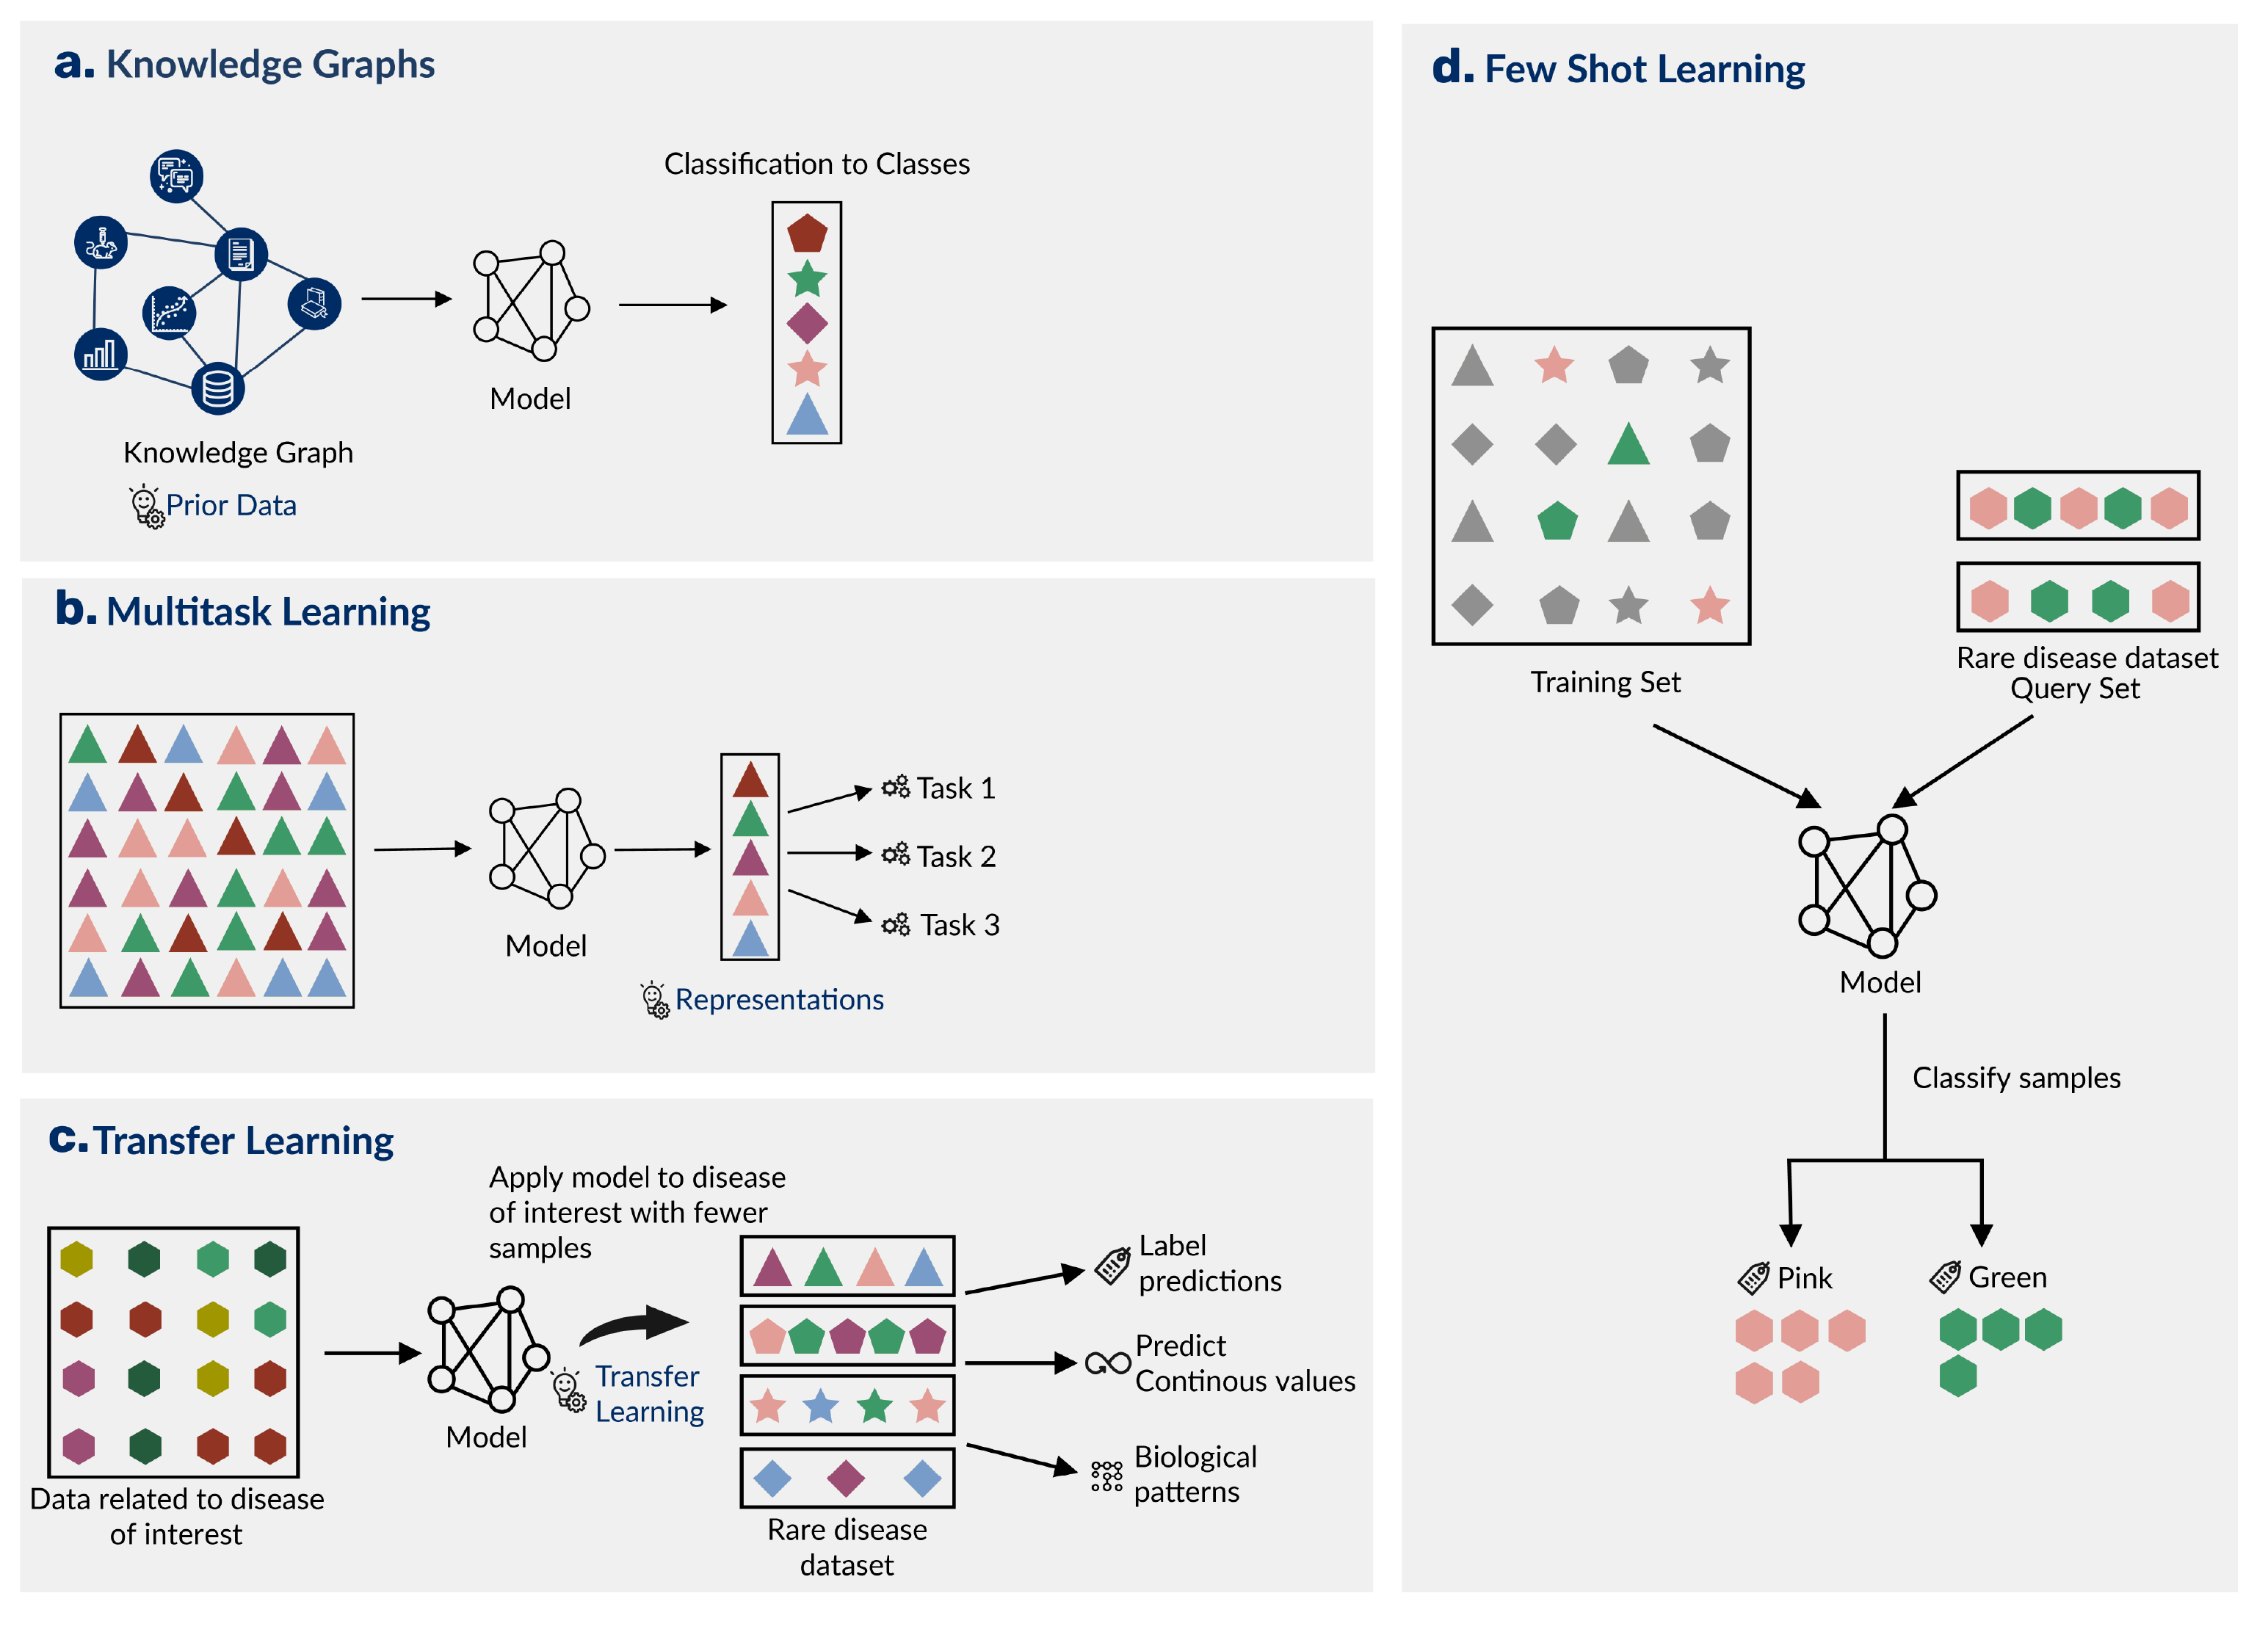 a. Knowledge Graphs
Classification to Classes
Model
Knowledge Graph
Prior Data
b. Multitask Learning
Task 1
Task 2
Task 3
Model
Representations
c. Transfer Learning
Apply model to disease
of interest with fewer
samples
Label
predictions
Predict
Continous values
Transfer
Learning
Model
Biological
patterns
Data related to disease
of interest
Rare disease
dataset
d. Few Shot Learning
Training Set
Rare disease dataset
Query Set
Model
Classify samples
Pink
Green